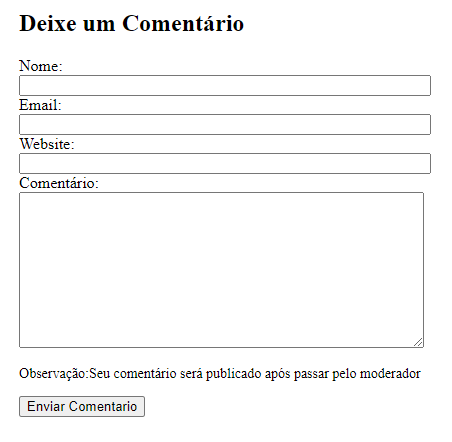 Deixe um Comentário
Nome:
Email:
Website:
Comentário:
Observação:Seu comentário será publicado após passar pelo moderador
Enviar Comentario